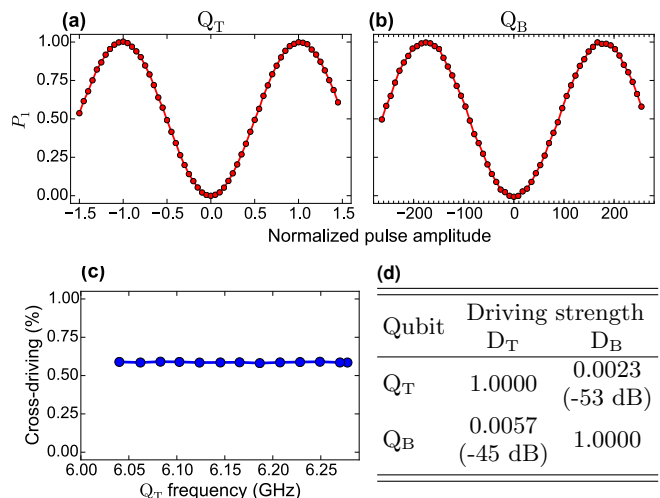 (a) Q_T (b) Q_B
P_1
1.00
0.75
0.50
0.25
0.00
−1.5 −1.0 −0.5 0.0 0.5 1.0 1.5 −200 −100 0 100 200
Normalized pulse amplitude
(c) (d)
Cross-driving (%)
1.00
0.75
0.50
0.25
0.00
6.00 6.05 6.10 6.15 6.20 6.25
Q_T frequency (GHz)
Qubit Driving strength
D_T D_B
Q_T 1.0000 0.0023
(-53 dB)
Q_B 0.0057 1.0000
(-45 dB)